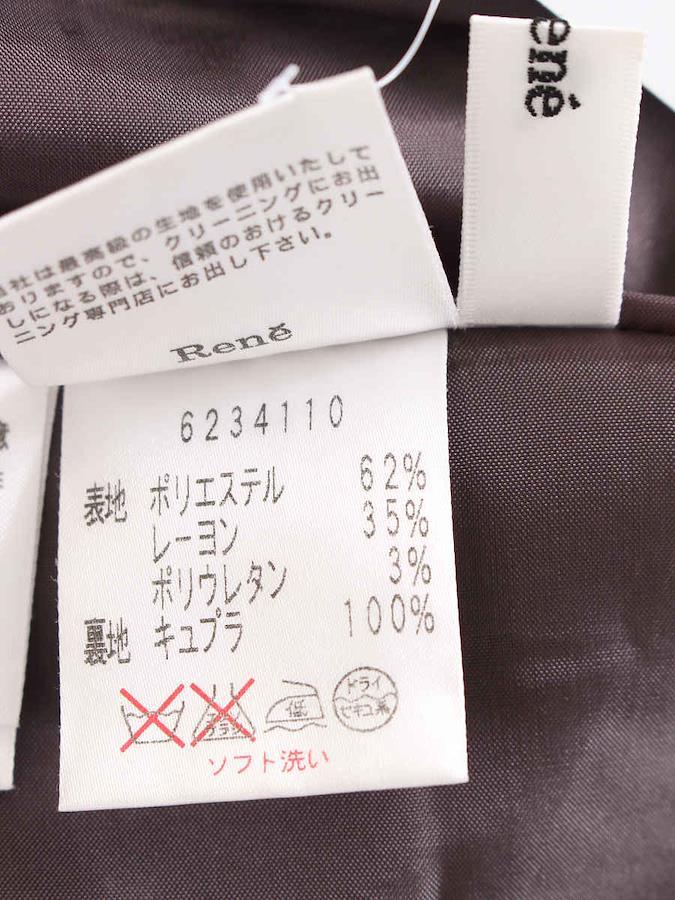 ené
社は最高級の生地を使用いたして
おりますので、クリーニングにお出
しになる際は、信頼のおけるクリー
ニング専門店にお出し下さい。
René
6234110
表地 ポリエステル 62%
レーヨン 35%
ポリウレタン 3%
裏地 キュプラ 100%
低
ドライ
セキユ系
ソフト洗い